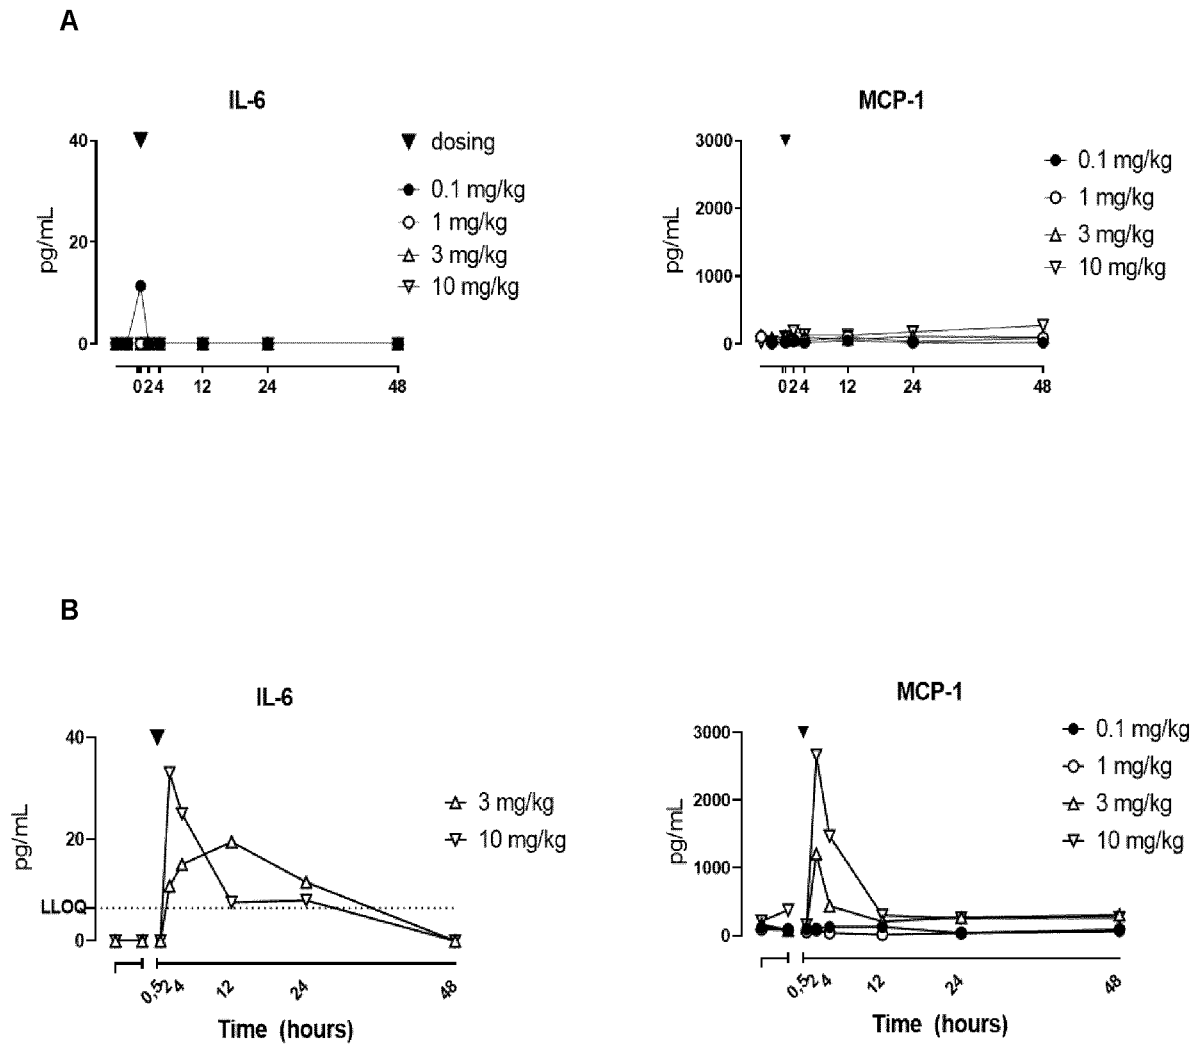 A
IL-6
40
20
0
pg/mL
0 2 4 12 24 48
dosing
0.1 mg/kg
1 mg/kg
3 mg/kg
10 mg/kg
MCP-1
3000
2000
1000
0
pg/mL
0 2 4 12 24 48
0.1 mg/kg
1 mg/kg
3 mg/kg
10 mg/kg
B
IL-6
40
20
LLOQ
0
pg/mL
0,5 2 4 12 24 48
Time (hours)
3 mg/kg
10 mg/kg
MCP-1
3000
2000
1000
0
pg/mL
0,5 2 4 12 24 48
Time (hours)
0.1 mg/kg
1 mg/kg
3 mg/kg
10 mg/kg